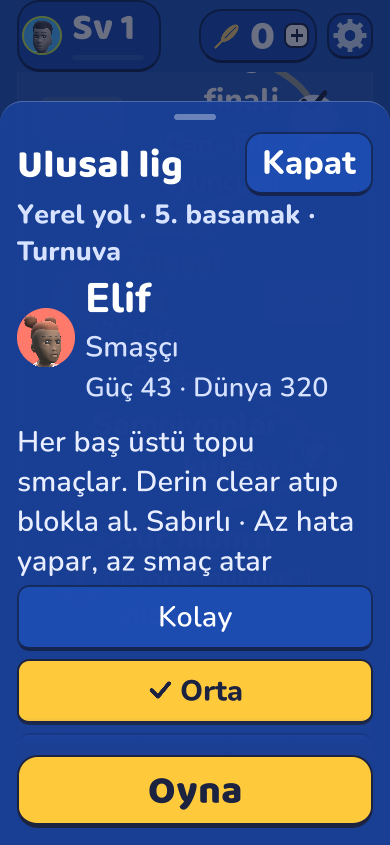 Sv 1
0
finali
Ulusal lig
Kapat
Yerel yol · 5. basamak ·
Turnuva
Elif
Smaşçı
Güç 43 · Dünya 320
Her baş üstü topu
smaçlar. Derin clear atıp
blokla al. Sabırlı · Az hata
yapar, az smaç atar
Kolay
Orta
Oyna